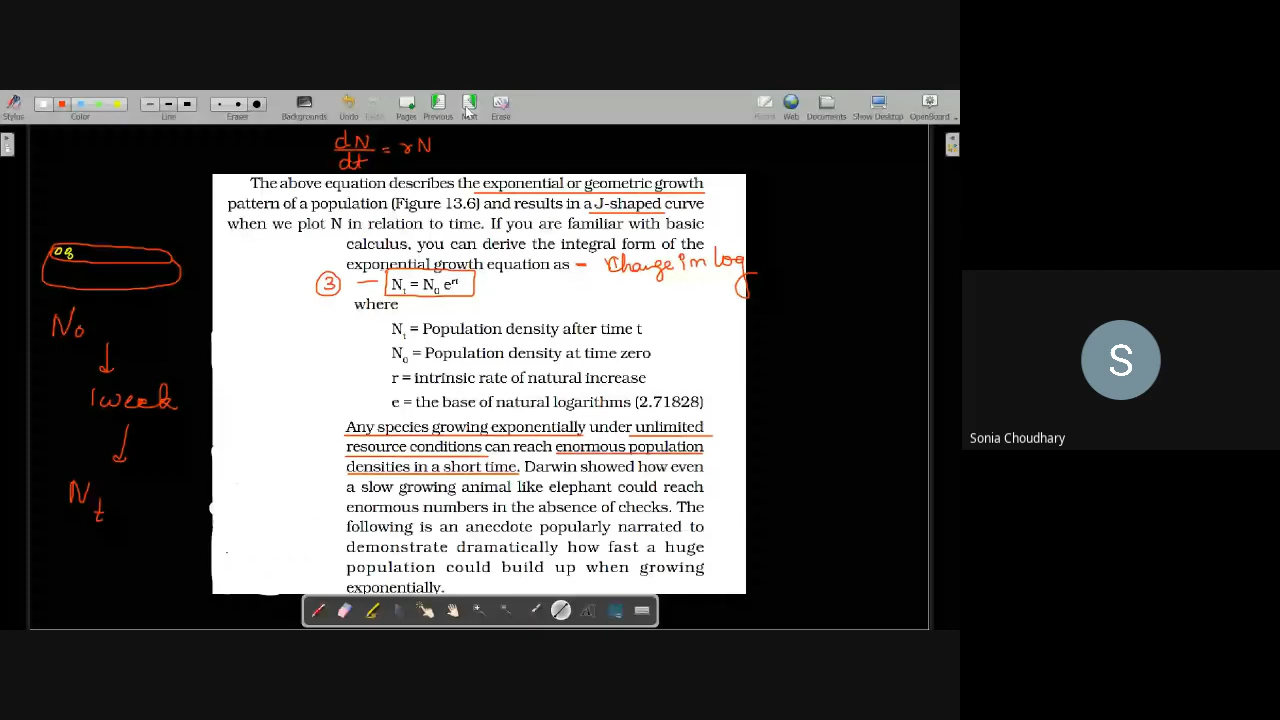 Stylus
Color
Line
Eraser
Backgrounds
Undo
Pages
Previous
Next
Erase
Web
Documents
Show Desktop
OpenBoard
dN/dt = rN
The above equation describes the exponential or geometric growth
pattern of a population (Figure 13.6) and results in a J-shaped curve
when we plot N in relation to time. If you are familiar with basic
calculus, you can derive the integral form of the
exponential growth equation as - Change in log
③ — Nt = N0 e^rt
where
Nt = Population density after time t
N0 = Population density at time zero
r = intrinsic rate of natural increase
e = the base of natural logarithms (2.71828)
Any species growing exponentially under unlimited
resource conditions can reach enormous population
densities in a short time. Darwin showed how even
a slow growing animal like elephant could reach
enormous numbers in the absence of checks. The
following is an anecdote popularly narrated to
demonstrate dramatically how fast a huge
population could build up when growing
exponentially.
N0
↓
1 week
↓
Nt
S
Sonia Choudhary